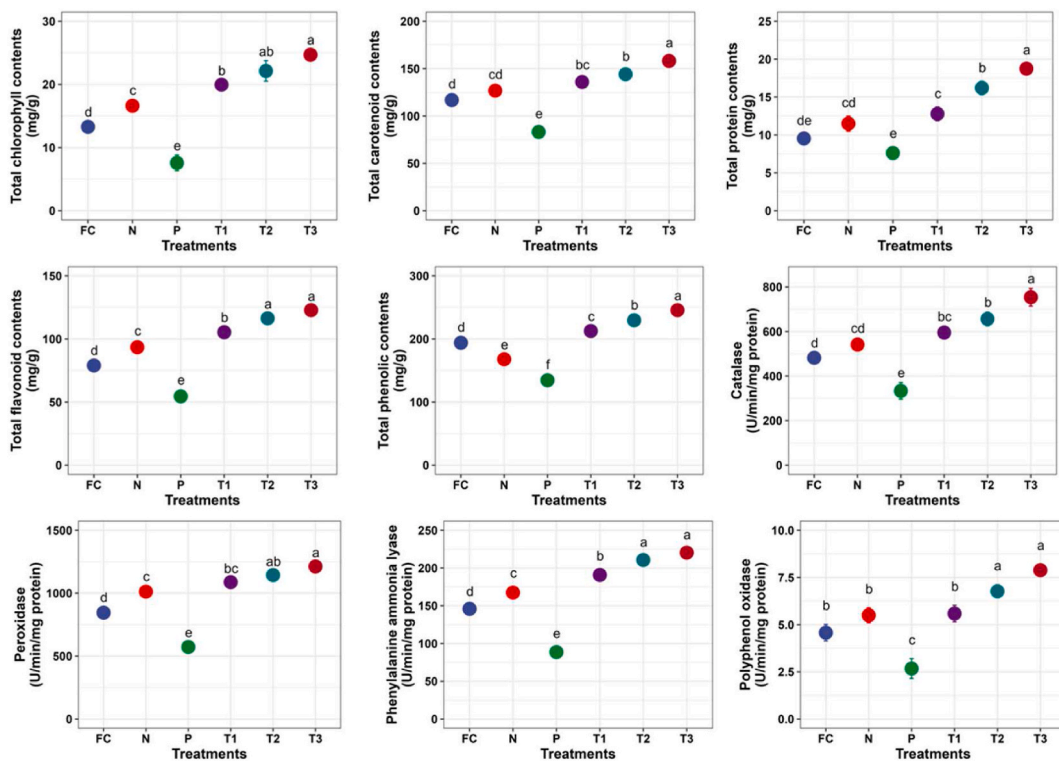 Total chlorophyll contents
(mg/g)
30
20
10
0
d
c
e
b
ab
a
FC N P T1 T2 T3
Treatments
Total carotenoid contents
(mg/g)
200
150
100
50
0
d
cd
e
bc
b
a
FC N P T1 T2 T3
Treatments
Total protein contents
(mg/g)
25
20
15
10
5
0
de
cd
e
c
b
a
FC N P T1 T2 T3
Treatments
Total flavonoid contents
(mg/g)
150
100
50
0
d
c
e
b
a
a
FC N P T1 T2 T3
Treatments
Total phenolic contents
(mg/g)
300
200
100
0
d
e
f
c
b
a
FC N P T1 T2 T3
Treatments
Catalase
(U/min/mg protein)
800
600
400
200
0
d
cd
e
bc
b
a
FC N P T1 T2 T3
Treatments
Peroxidase
(U/min/mg protein)
1500
1000
500
0
d
c
e
bc
ab
a
FC N P T1 T2 T3
Treatments
Phenylalanine ammonia lyase
(U/min/mg protein)
250
200
150
100
50
0
d
c
e
b
a
a
FC N P T1 T2 T3
Treatments
Polyphenol oxidase
(U/min/mg protein)
10.0
7.5
5.0
2.5
0.0
b
b
c
b
a
a
FC N P T1 T2 T3
Treatments